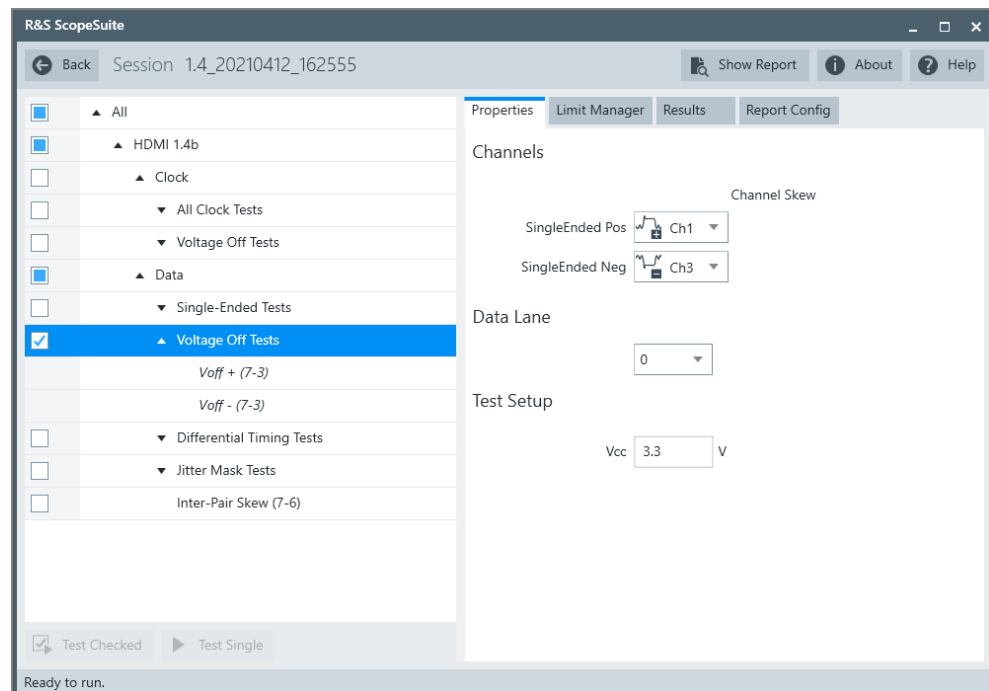 R&S ScopeSuite
Back Session 1.4_20210412_162555 Show Report About Help
All
HDMI 1.4b
Clock
All Clock Tests
Voltage Off Tests
Data
Single-Ended Tests
Voltage Off Tests
Voff + (7-3)
Voff - (7-3)
Differential Timing Tests
Jitter Mask Tests
Inter-Pair Skew (7-6)
Test Checked Test Single
Properties Limit Manager Results Report Config
Channels
Channel Skew
SingleEnded Pos Ch1
SingleEnded Neg Ch3
Data Lane
0
Test Setup
Vcc 3.3 V
Ready to run.